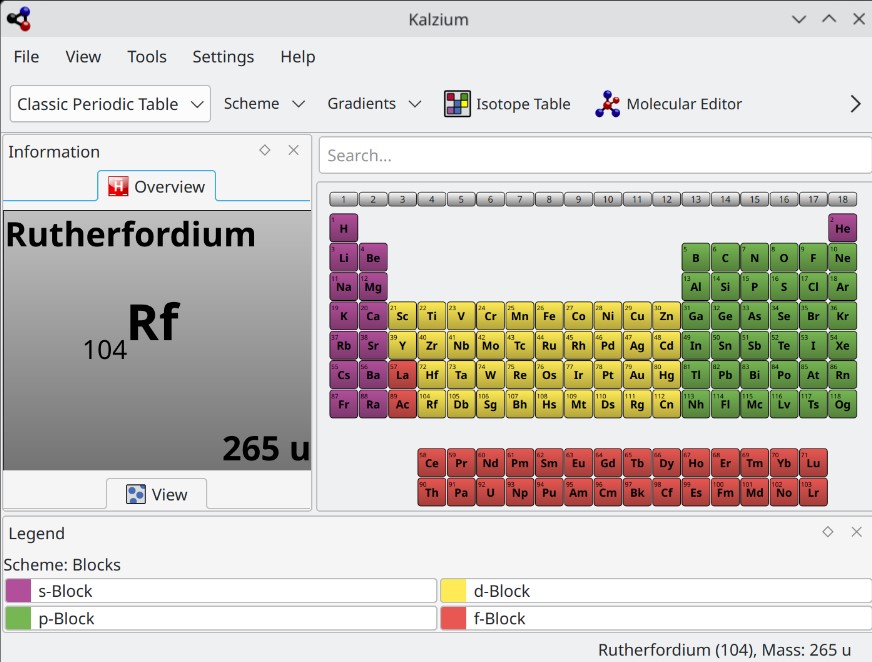 Kalzium
File View Tools Settings Help
Classic Periodic Table Scheme Gradients Isotope Table Molecular Editor
Information
Search...
Overview
Rutherfordium
Rf
104
265 u
View
1 2 3 4 5 6 7 8 9 10 11 12 13 14 15 16 17 18
1 H 2 He
3 Li 4 Be 5 B 6 C 7 N 8 O 9 F 10 Ne
11 Na 12 Mg 13 Al 14 Si 15 P 16 S 17 Cl 18 Ar
19 K 20 Ca 21 Sc 22 Ti 23 V 24 Cr 25 Mn 26 Fe 27 Co 28 Ni 29 Cu 30 Zn 31 Ga 32 Ge 33 As 34 Se 35 Br 36 Kr
37 Rb 38 Sr 39 Y 40 Zr 41 Nb 42 Mo 43 Tc 44 Ru 45 Rh 46 Pd 47 Ag 48 Cd 49 In 50 Sn 51 Sb 52 Te 53 I 54 Xe
55 Cs 56 Ba 57 La 72 Hf 73 Ta 74 W 75 Re 76 Os 77 Ir 78 Pt 79 Au 80 Hg 81 Tl 82 Pb 83 Bi 84 Po 85 At 86 Rn
87 Fr 88 Ra 89 Ac 104 Rf 105 Db 106 Sg 107 Bh 108 Hs 109 Mt 110 Ds 111 Rg 112 Cn 113 Nh 114 Fl 115 Mc 116 Lv 117 Ts 118 Og
58 Ce 59 Pr 60 Nd 61 Pm 62 Sm 63 Eu 64 Gd 65 Tb 66 Dy 67 Ho 68 Er 69 Tm 70 Yb 71 Lu
90 Th 91 Pa 92 U 93 Np 94 Pu 95 Am 96 Cm 97 Bk 98 Cf 99 Es 100 Fm 101 Md 102 No 103 Lr
Legend
Scheme: Blocks
s-Block d-Block
p-Block f-Block
Rutherfordium (104), Mass: 265 u